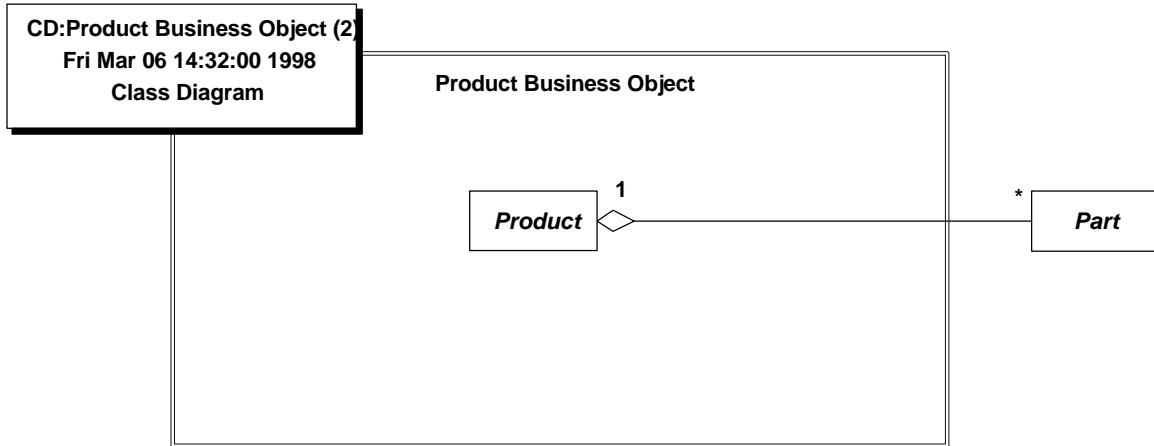 CD:Product Business Object (2)
Fri Mar 06 14:32:00 1998
Class Diagram
Product Business Object
1
*
Product
Part